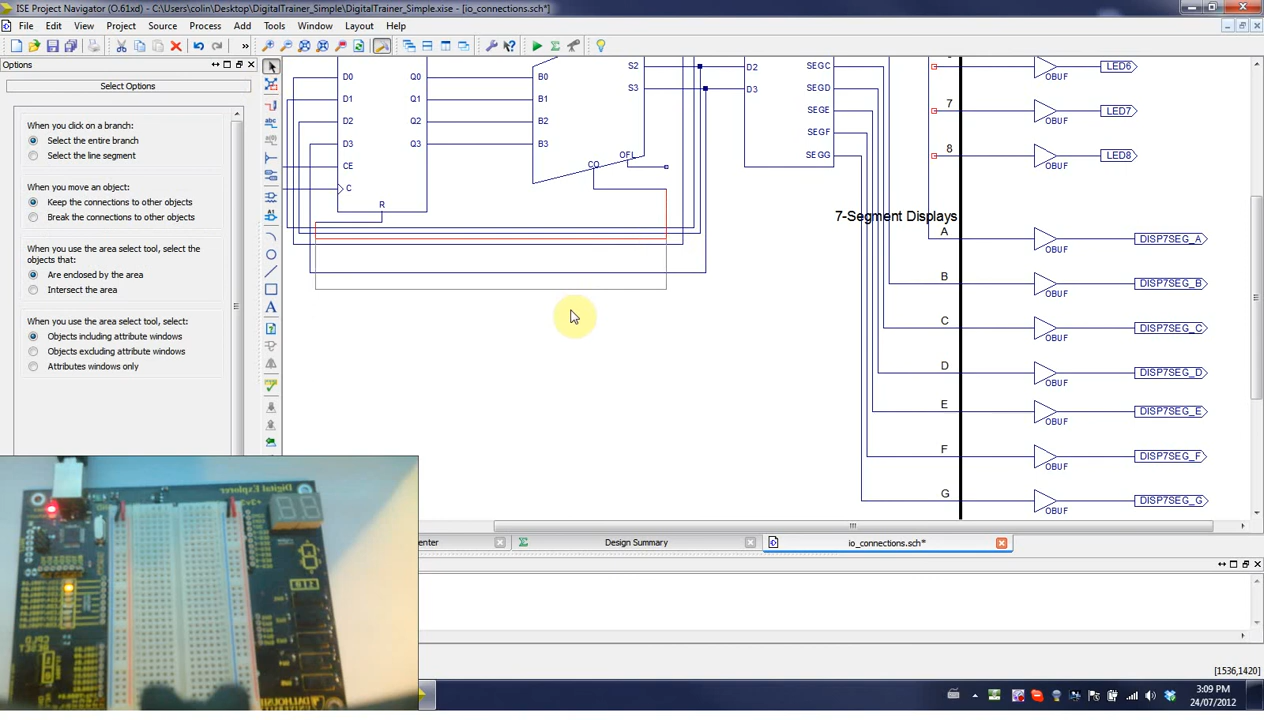 ISE Project Navigator (O.61xd) - C:\Users\colin\Desktop\DigitalTrainer_Simple\DigitalTrainer_Simple.xise - [io_connections.sch*]
File Edit View Project Source Process Add Tools Window Layout Help
Options
Select Options
When you click on a branch:
Select the entire branch
Select the line segment
When you move an object:
Keep the connections to other objects
Break the connections to other objects
When you use the area select tool, select the
objects that:
Are enclosed by the area
Intersect the area
When you use the area select tool, select:
Objects including attribute windows
Objects excluding attribute windows
Attributes windows only
D0 Q0 B0
D1 Q1 B1
D2 Q2 B2
D3 Q3 B3
CE
C
R
CO OFL
S2 D2 SEGC
S3 D3 SEGD
SEGE
SEGF
SEGG
OBUF LED6
7 OBUF LED7
8 OBUF LED8
7-Segment Displays
A OBUF DISP7SEG_A
B OBUF DISP7SEG_B
C OBUF DISP7SEG_C
D OBUF DISP7SEG_D
E OBUF DISP7SEG_E
F OBUF DISP7SEG_F
G OBUF DISP7SEG_G
enter Design Summary io_connections.sch*
Digital Explorer
[1536,1420]
3:09 PM
24/07/2012